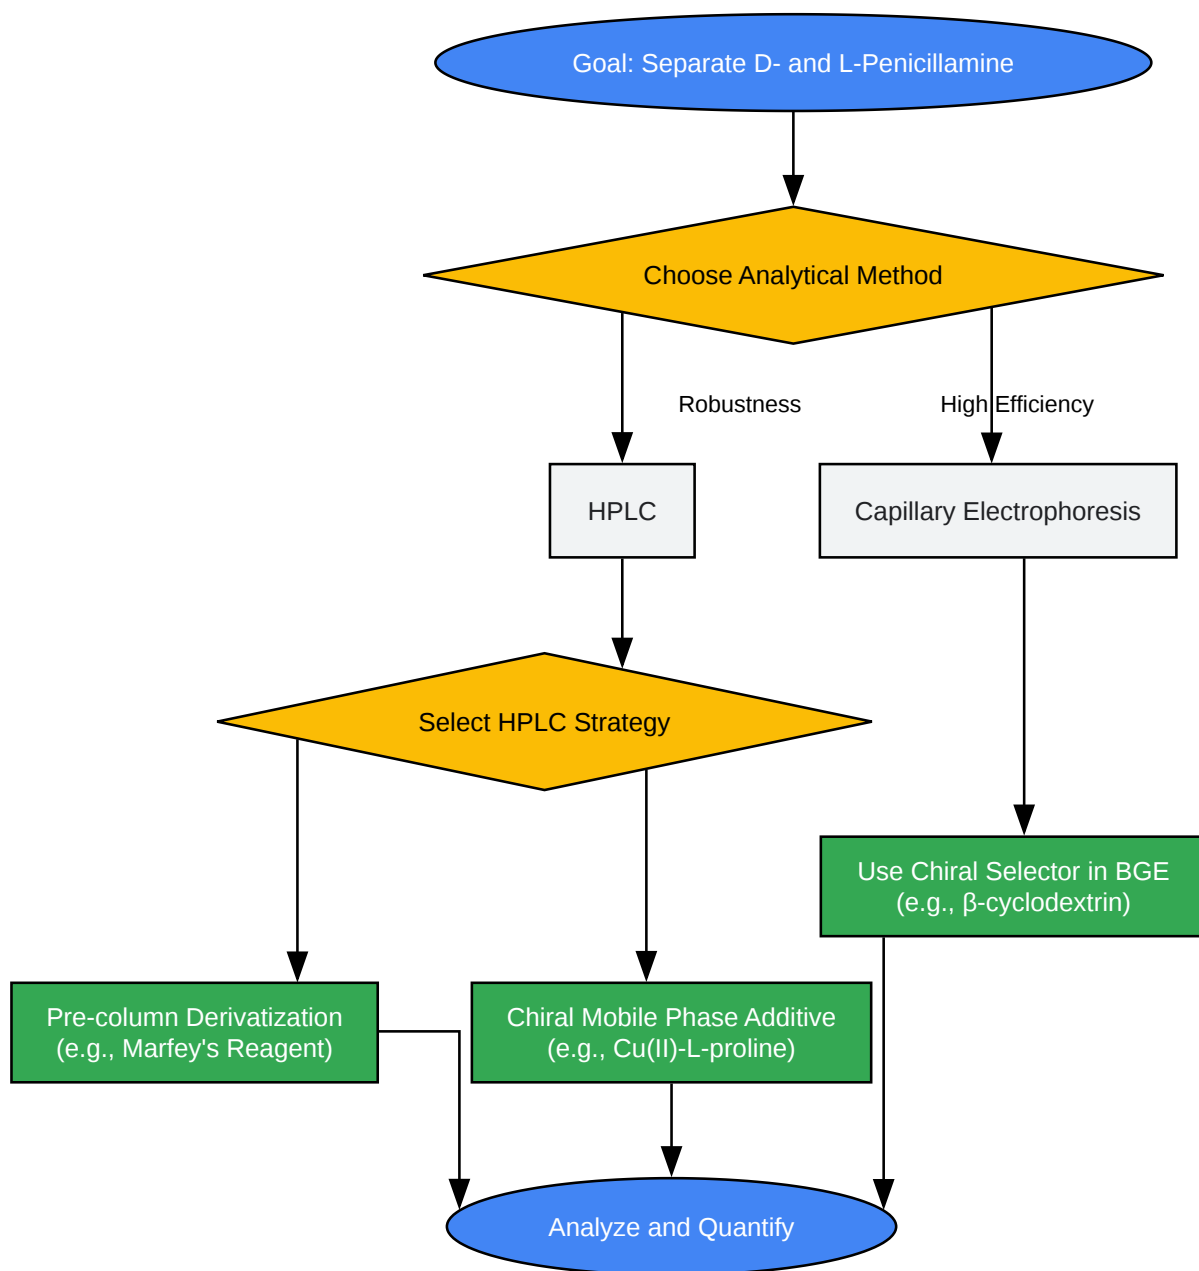 Goal: Separate D- and L-Penicillamine
Choose Analytical Method
Robustness
High Efficiency
HPLC
Capillary Electrophoresis
Select HPLC Strategy
Use Chiral Selector in BGE
(e.g., β-cyclodextrin)
Pre-column Derivatization
(e.g., Marfey's Reagent)
Chiral Mobile Phase Additive
(e.g., Cu(II)-L-proline)
Analyze and Quantify